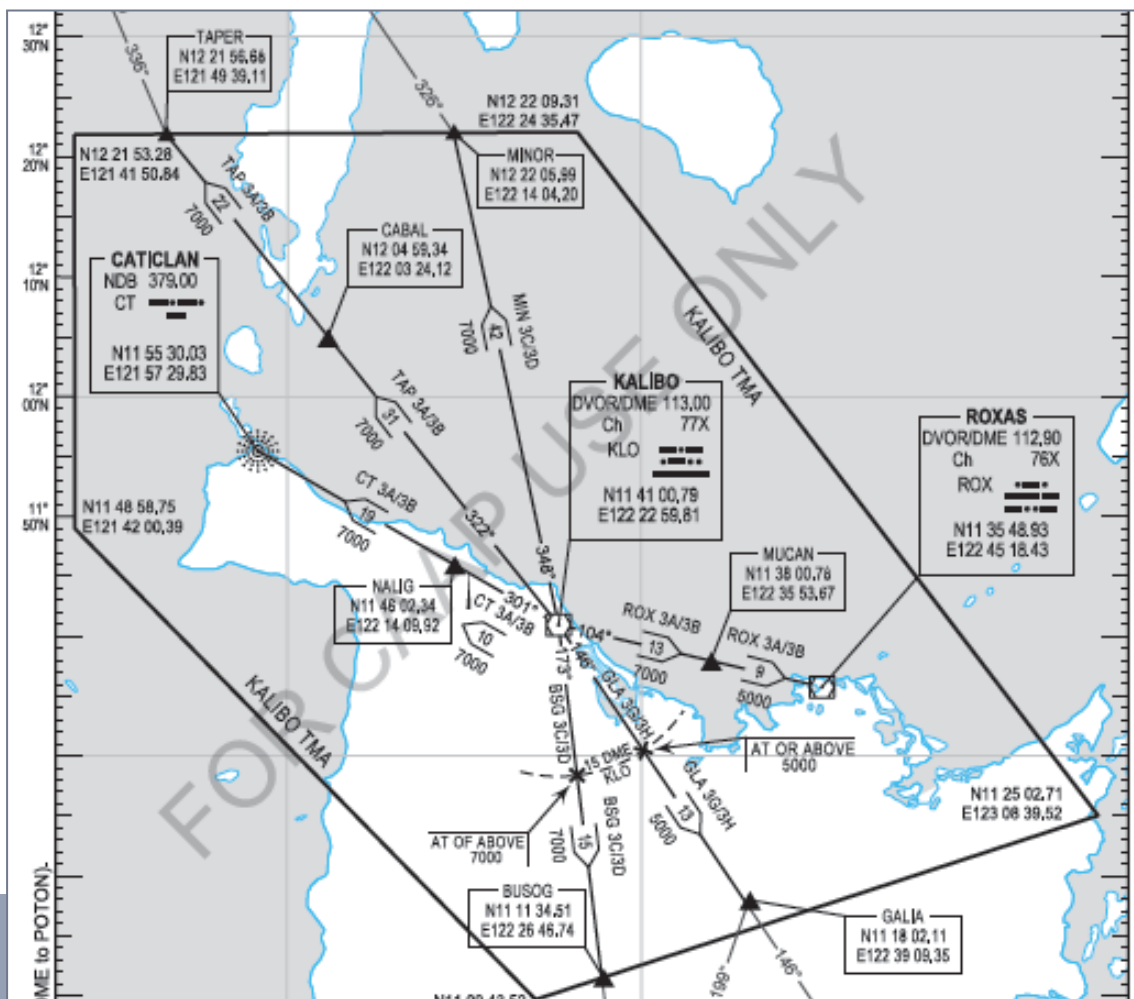 12°
30'N
12°
20'N
12°
10'N
12°
00'N
11°
50'N
336°
326°
TAPER
N12 21 56.68
E121 49 39.11
N12 22 09.31
E122 24 35.47
N12 21 53.28
E121 41 50.84
MINOR
N12 22 05.99
E122 14 04.20
TAP 3A/3B
22
7000
CABAL
N12 04 59.34
E122 03 24.12
CATICLAN
NDB 379.00
CT
N11 55 30.03
E121 57 29.83
MIN 3C/3D
42
7000
KALIBO TMA
TAP 3A/3B
31
7000
KALIBO
DVOR/DME 113.00
Ch 77X
KLO
N11 41 00.79
E122 22 59.81
ROXAS
DVOR/DME 112.90
Ch 76X
ROX
N11 35 48.93
E122 45 18.43
CT 3A/3B
19
7000
322°
348°
N11 48 58.75
E121 42 00.39
MUCAN
N11 38 00.78
E122 35 53.67
NALIG
N11 46 02.34
E122 14 09.92
301°
CT 3A/3B
10
7000
104°
ROX 3A/3B
13
7000
ROX 3A/3B
9
5000
173°
146°
BSG 3C/3D
GLA 3G/3H
KALIBO TMA
15 DME
KLO
AT OR ABOVE
5000
GLA 3G/3H
13
5000
N11 25 02.71
E123 08 39.52
AT OF ABOVE
7000
BSG 3C/3D
15
7000
BUSOG
N11 11 34.51
E122 26 46.74
GALIA
N11 18 02.11
E122 39 09.35
199°
146°
OME to POTON)-
FOR CAAP USE ONLY